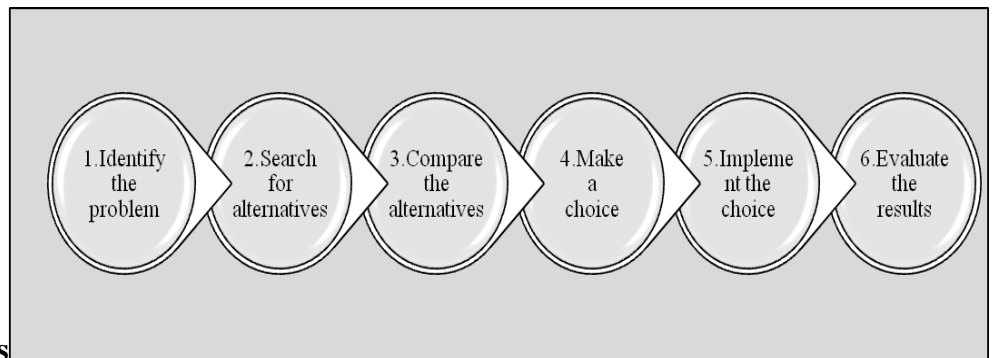 1.Identify
the
problem
2.Search
for
alternatives
3.Compare
the
alternatives
4.Make
a
choice
5.Impleme
nt the
choice
6.Evaluate
the
results
s